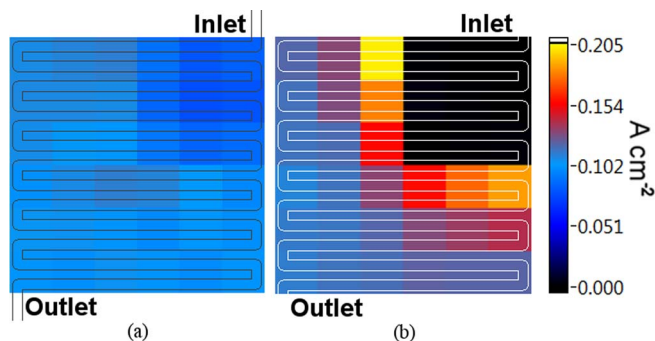 Inlet
Outlet
(a)
Inlet
Outlet
(b)
0.205
0.154
0.102
0.051
0.000
A cm-2